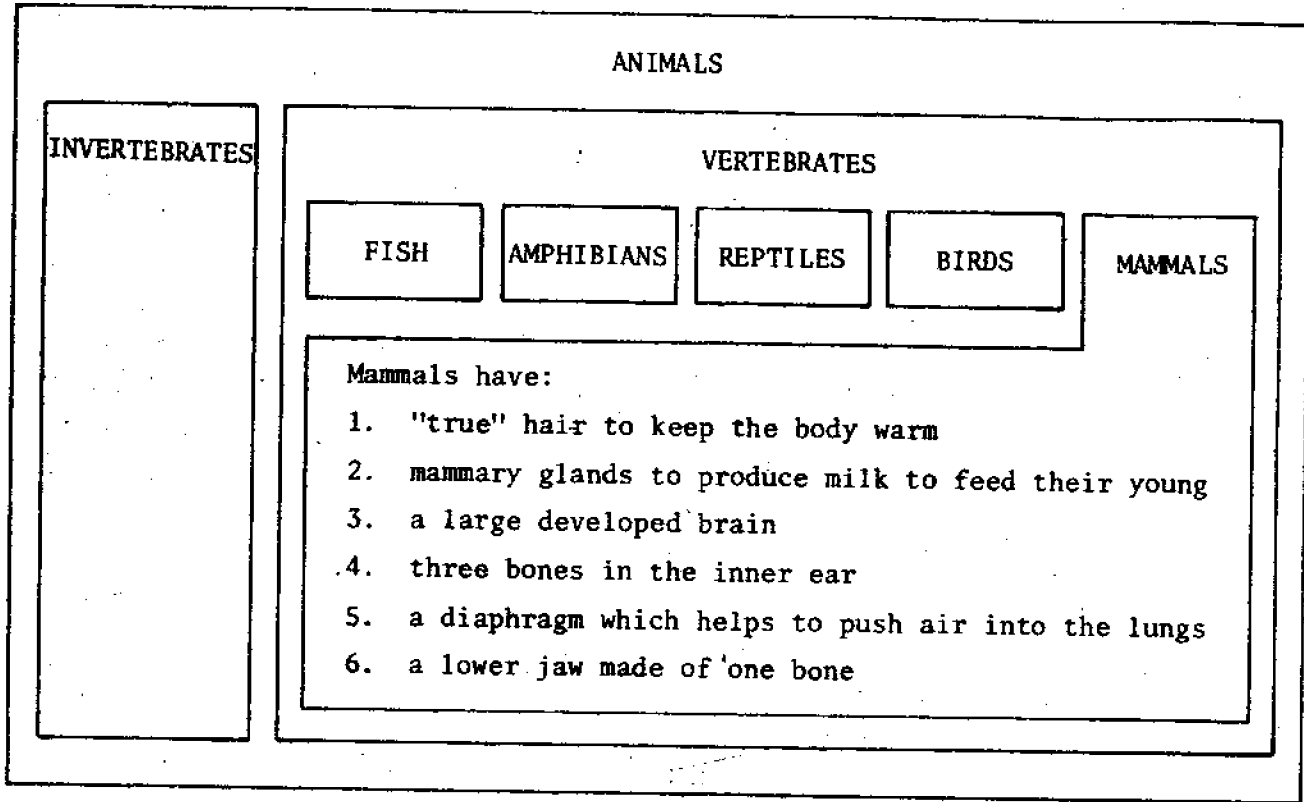 ANIMALS
INVERTEBRATES
VERTEBRATES
FISH
AMPHIBIANS
REPTILES
BIRDS
MAMMALS
Mammals have:
1. "true" hair to keep the body warm
2. mammary glands to produce milk to feed their young
3. a large developed brain
4. three bones in the inner ear
5. a diaphragm which helps to push air into the lungs
6. a lower jaw made of one bone